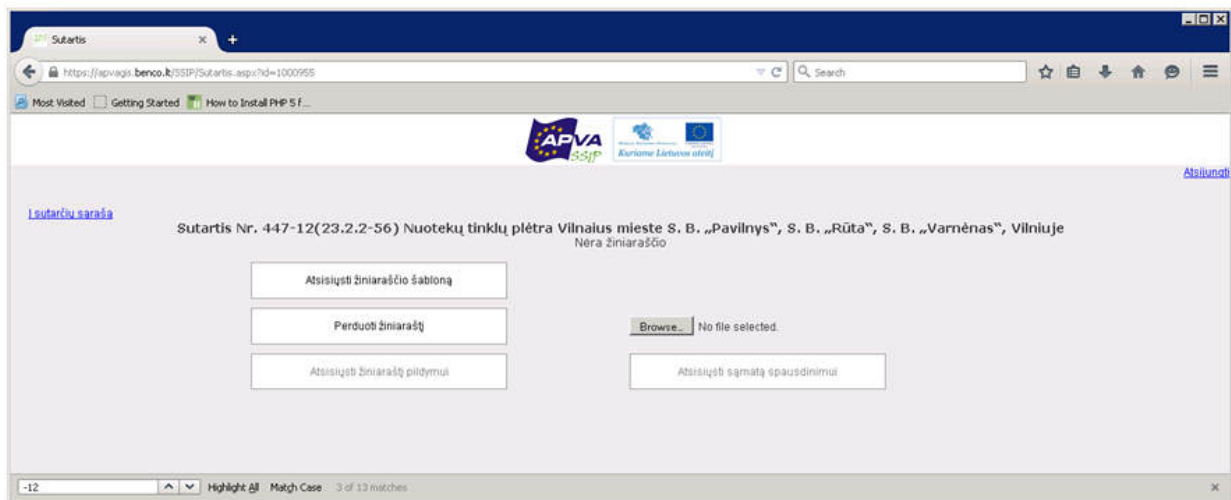 Sutartis
https://apvagis.benco.lt/SSIP/Sutartis.aspx?id=1000955
Search
Most Visited Getting Started How to Install PHP 5 f...
APVA
SSIP
Kuriame Lietuvos ateitį
Atsijungti
Į sutarčių sąrašą
Sutartis Nr. 447-12(23.2.2-56) Nuotekų tinklų plėtra Vilnaius mieste S. B. „Pavilnys“, S. B. „Rūta“, S. B. „Varnėnas“, Vilniuje
Nėra žiniaraščio
Atsisiųsti žiniaraščio šabloną
Perduoti žiniaraštį
Browse... No file selected.
Atsisiųsti žiniaraštį pildymui
Atsisiųsti sąmatą spausdinimui
-12 Highlight All Match Case 3 of 13 matches